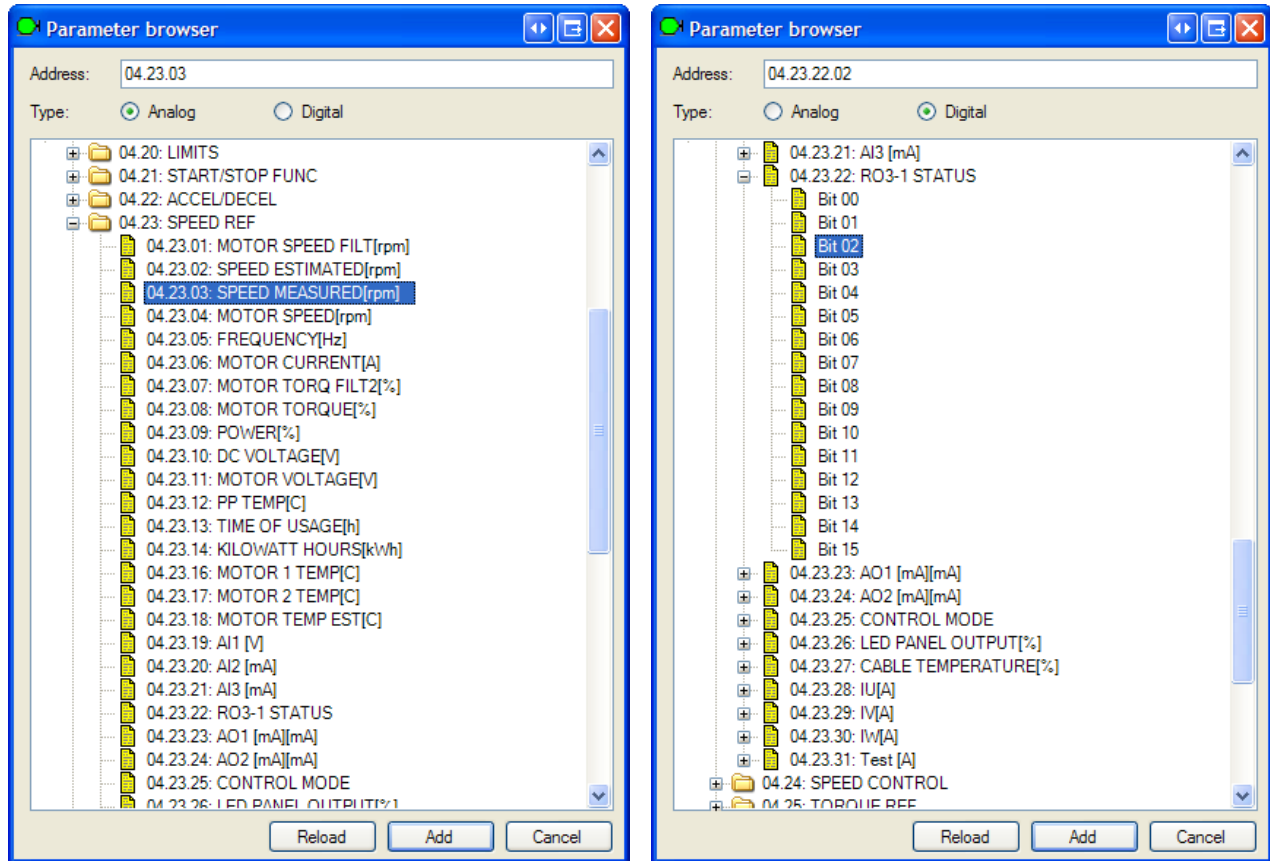 Parameter browser
Address: 04.23.03
Type: Analog Digital
04.20: LIMITS
04.21: START/STOP FUNC
04.22: ACCEL/DECEL
04.23: SPEED REF
04.23.01: MOTOR SPEED FILT[rpm]
04.23.02: SPEED ESTIMATED[rpm]
04.23.03: SPEED MEASURED[rpm]
04.23.04: MOTOR SPEED[rpm]
04.23.05: FREQUENCY[Hz]
04.23.06: MOTOR CURRENT[A]
04.23.07: MOTOR TORQ FILT2[%]
04.23.08: MOTOR TORQUE[%]
04.23.09: POWER[%]
04.23.10: DC VOLTAGE[V]
04.23.11: MOTOR VOLTAGE[V]
04.23.12: PP TEMP[C]
04.23.13: TIME OF USAGE[h]
04.23.14: KILOWATT HOURS[kWh]
04.23.16: MOTOR 1 TEMP[C]
04.23.17: MOTOR 2 TEMP[C]
04.23.18: MOTOR TEMP EST[C]
04.23.19: AI1 [V]
04.23.20: AI2 [mA]
04.23.21: AI3 [mA]
04.23.22: RO3-1 STATUS
04.23.23: AO1 [mA][mA]
04.23.24: AO2 [mA][mA]
04.23.25: CONTROL MODE
04.23.26: LED PANEL OUTPUT[%]
Reload Add Cancel
Parameter browser
Address: 04.23.22.02
Type: Analog Digital
04.23.21: AI3 [mA]
04.23.22: RO3-1 STATUS
Bit 00
Bit 01
Bit 02
Bit 03
Bit 04
Bit 05
Bit 06
Bit 07
Bit 08
Bit 09
Bit 10
Bit 11
Bit 12
Bit 13
Bit 14
Bit 15
04.23.23: AO1 [mA][mA]
04.23.24: AO2 [mA][mA]
04.23.25: CONTROL MODE
04.23.26: LED PANEL OUTPUT[%]
04.23.27: CABLE TEMPERATURE[%]
04.23.28: IU[A]
04.23.29: IV[A]
04.23.30: IW[A]
04.23.31: Test [A]
04.24: SPEED CONTROL
04.25: TORQUE REF
Reload Add Cancel